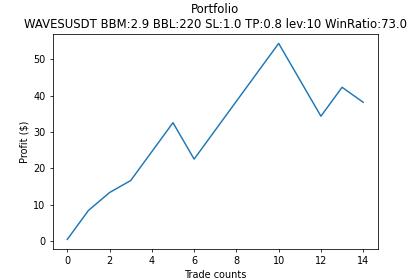 Portfolio
WAVESUSDT BBM:2.9 BBL:220 SL:1.0 TP:0.8 lev:10 WinRatio:73.0
Profit ($)
50
40
30
20
10
0
0 2 4 6 8 10 12 14
Trade counts